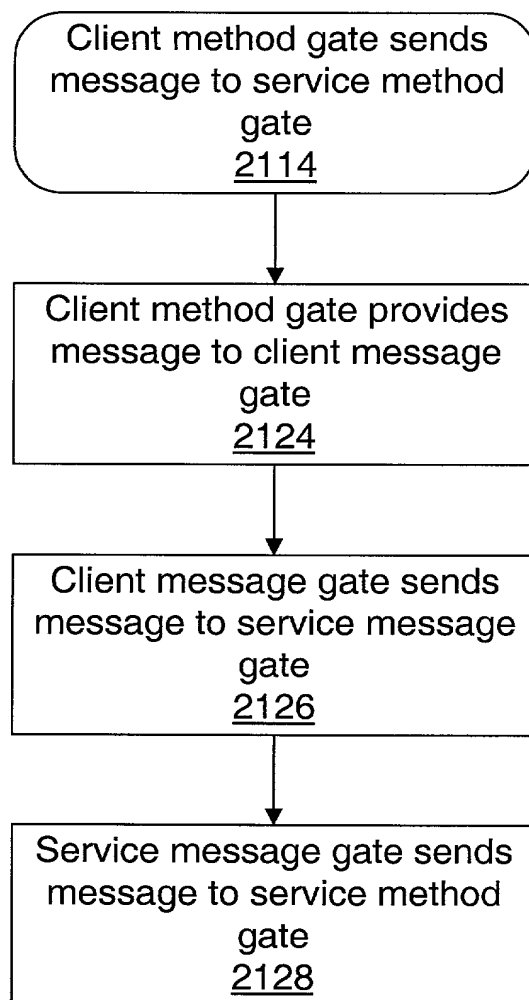 Client method gate sends
message to service method
gate
2114
Client method gate provides
message to client message
gate
2124
Client message gate sends
message to service message
gate
2126
Service message gate sends
message to service method
gate
2128